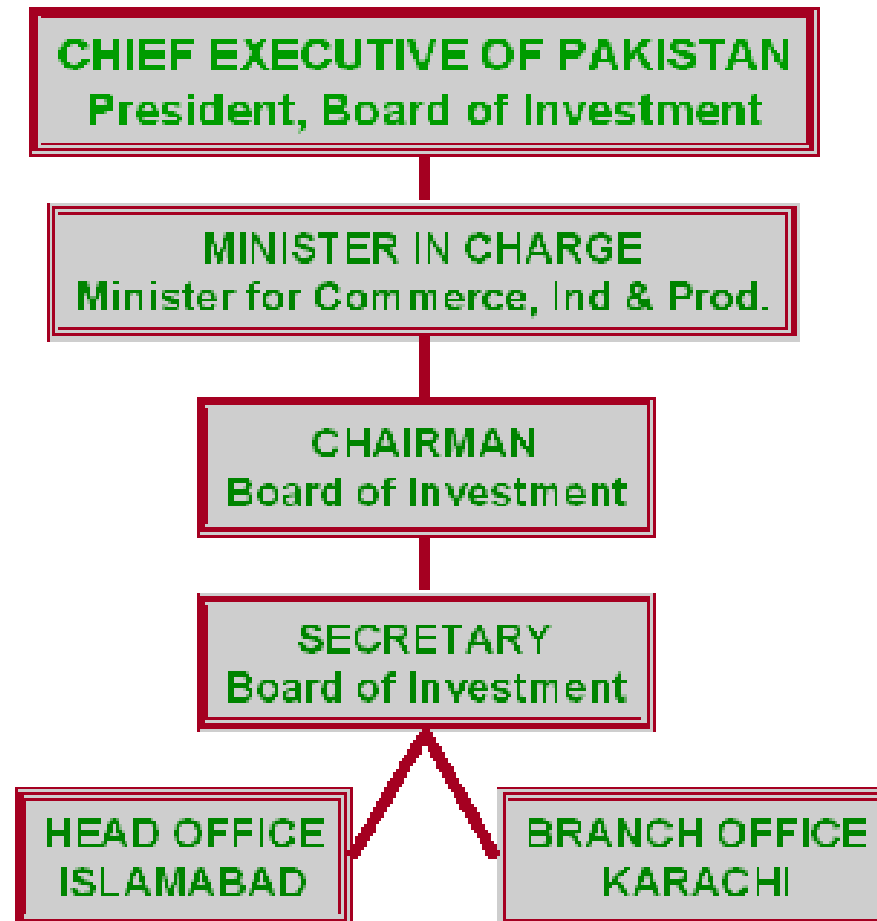 CHIEF EXECUTIVE OF PAKISTAN
President, Board of Investment
MINISTER IN CHARGE
Minister for Commerce, Ind & Prod.
CHAIRMAN
Board of Investment
SECRETARY
Board of Investment
HEAD OFFICE
ISLAMABAD
BRANCH OFFICE
KARACHI